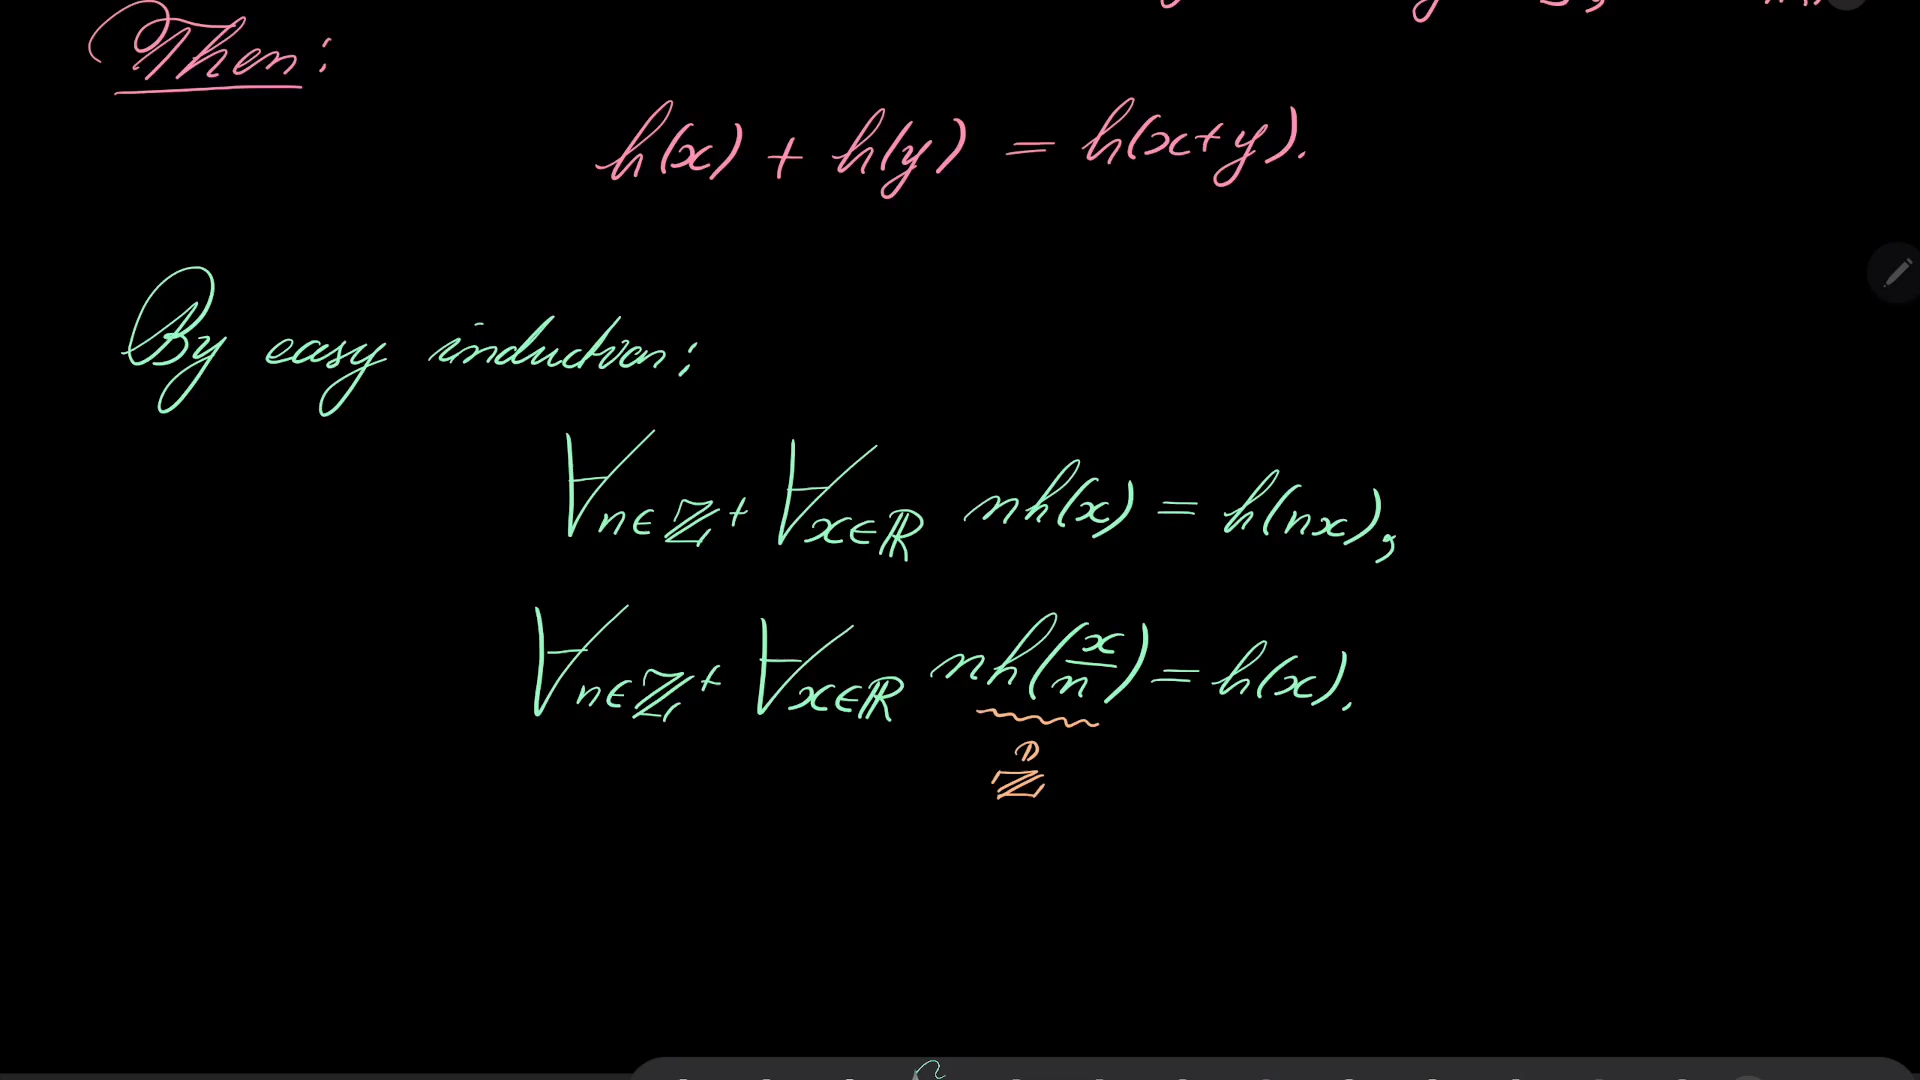 Then:
h(x) + h(y) = h(x+y).
By easy induction:
∀n∈ℤ⁺ ∀x∈ℝ nh(x) = h(nx),
∀n∈ℤ⁺ ∀x∈ℝ nh(x/n) = h(x).
ℤ